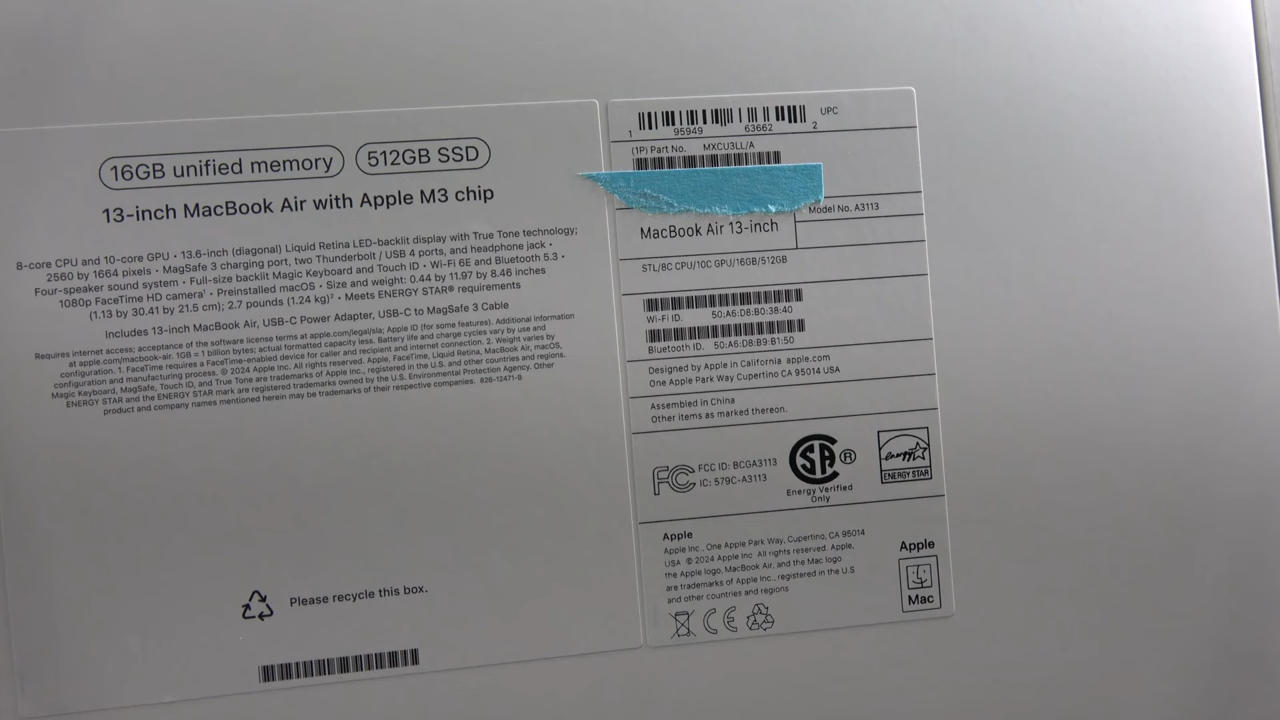 16GB unified memory
512GB SSD
13-inch MacBook Air with Apple M3 chip
8-core CPU and 10-core GPU • 13.6-inch (diagonal) Liquid Retina LED-backlit display with True Tone technology;
2560 by 1664 pixels • MagSafe 3 charging port, two Thunderbolt / USB 4 ports, and headphone jack •
Four-speaker sound system • Full-size backlit Magic Keyboard and Touch ID • Wi-Fi 6E and Bluetooth 5.3 •
1080p FaceTime HD camera¹ • Preinstalled macOS • Size and weight: 0.44 by 11.97 by 8.46 inches
(1.13 by 30.41 by 21.5 cm); 2.7 pounds (1.24 kg)² • Meets ENERGY STAR® requirements
Includes 13-inch MacBook Air, USB-C Power Adapter, USB-C to MagSafe 3 Cable
Requires internet access; acceptance of the software license terms at apple.com/legal/sla; Apple ID (for some features). Additional information
at apple.com/macbook-air. 1GB = 1 billion bytes; actual formatted capacity less. Battery life and charge cycles vary by use and
configuration. 1. FaceTime requires a FaceTime-enabled device for caller and recipient and internet connection. 2. Weight varies by
configuration and manufacturing process. © 2024 Apple Inc. All rights reserved. Apple, FaceTime, Liquid Retina, MacBook Air, macOS,
Magic Keyboard, MagSafe, Touch ID, and True Tone are trademarks of Apple Inc., registered in the U.S. and other countries and regions.
ENERGY STAR and the ENERGY STAR mark are registered trademarks owned by the U.S. Environmental Protection Agency. Other
product and company names mentioned herein may be trademarks of their respective companies. 826-12471-B
Please recycle this box.
1 95949 63662 2 UPC
(1P) Part No. MXCU3LL/A
Model No. A3113
MacBook Air 13-inch
STL/8C CPU/10C GPU/16GB/512GB
Wi-Fi ID. 50:A6:D8:B0:38:40
Bluetooth ID. 50:A6:D8:B9:B1:50
Designed by Apple in California apple.com
One Apple Park Way Cupertino CA 95014 USA
Assembled in China
Other items as marked thereon.
FC
FCC ID: BCGA3113
IC: 579C-A3113
SA ®
Energy Verified
Only
energy
ENERGY STAR
Apple
Apple Inc., One Apple Park Way, Cupertino, CA 95014
USA © 2024 Apple Inc All rights reserved. Apple,
the Apple logo, MacBook Air, and the Mac logo
are trademarks of Apple Inc., registered in the U.S
and other countries and regions
CE
Apple
Mac